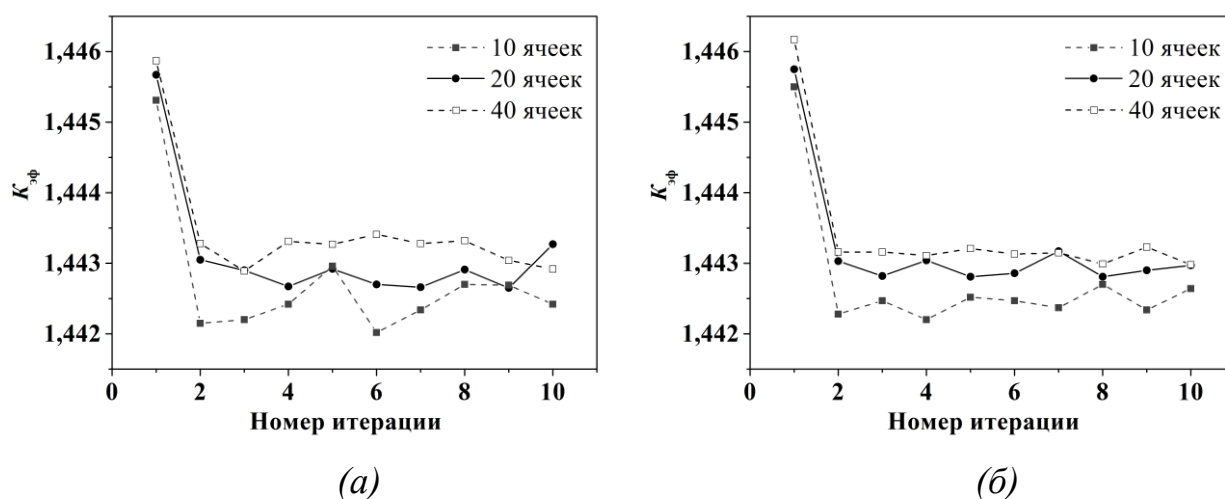 1,446
1,445
1,444
1,443
1,442
Kэф
10 ячеек
20 ячеек
40 ячеек
0 2 4 6 8 10
Номер итерации
(а)
1,446
1,445
1,444
1,443
1,442
Kэф
10 ячеек
20 ячеек
40 ячеек
0 2 4 6 8 10
Номер итерации
(б)